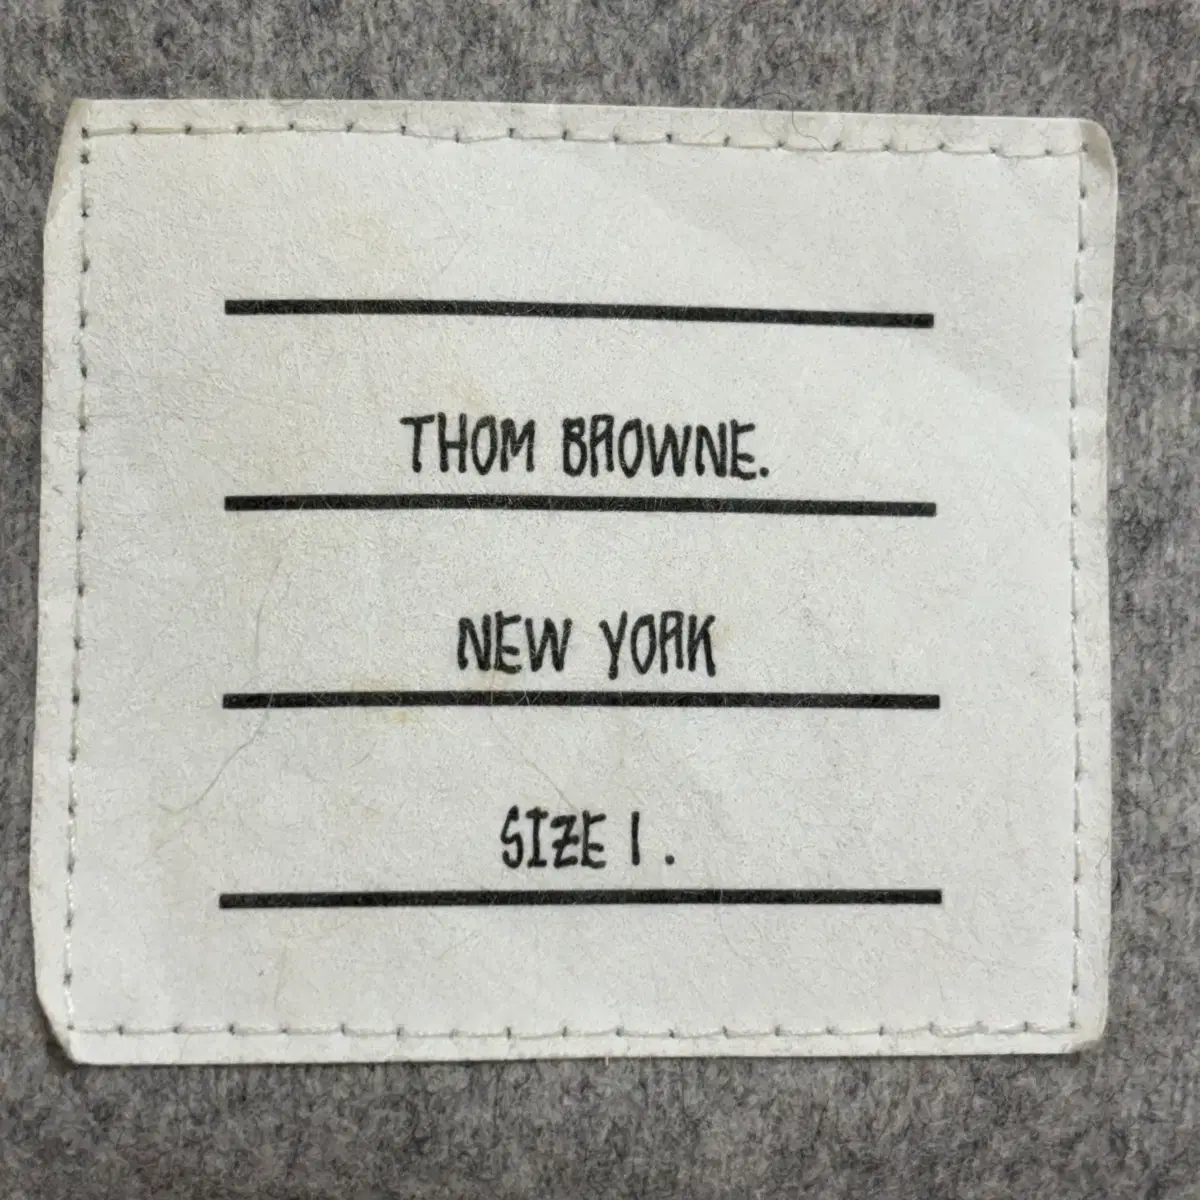 THOM BROWNE.
NEW YORK
SIZE 1.